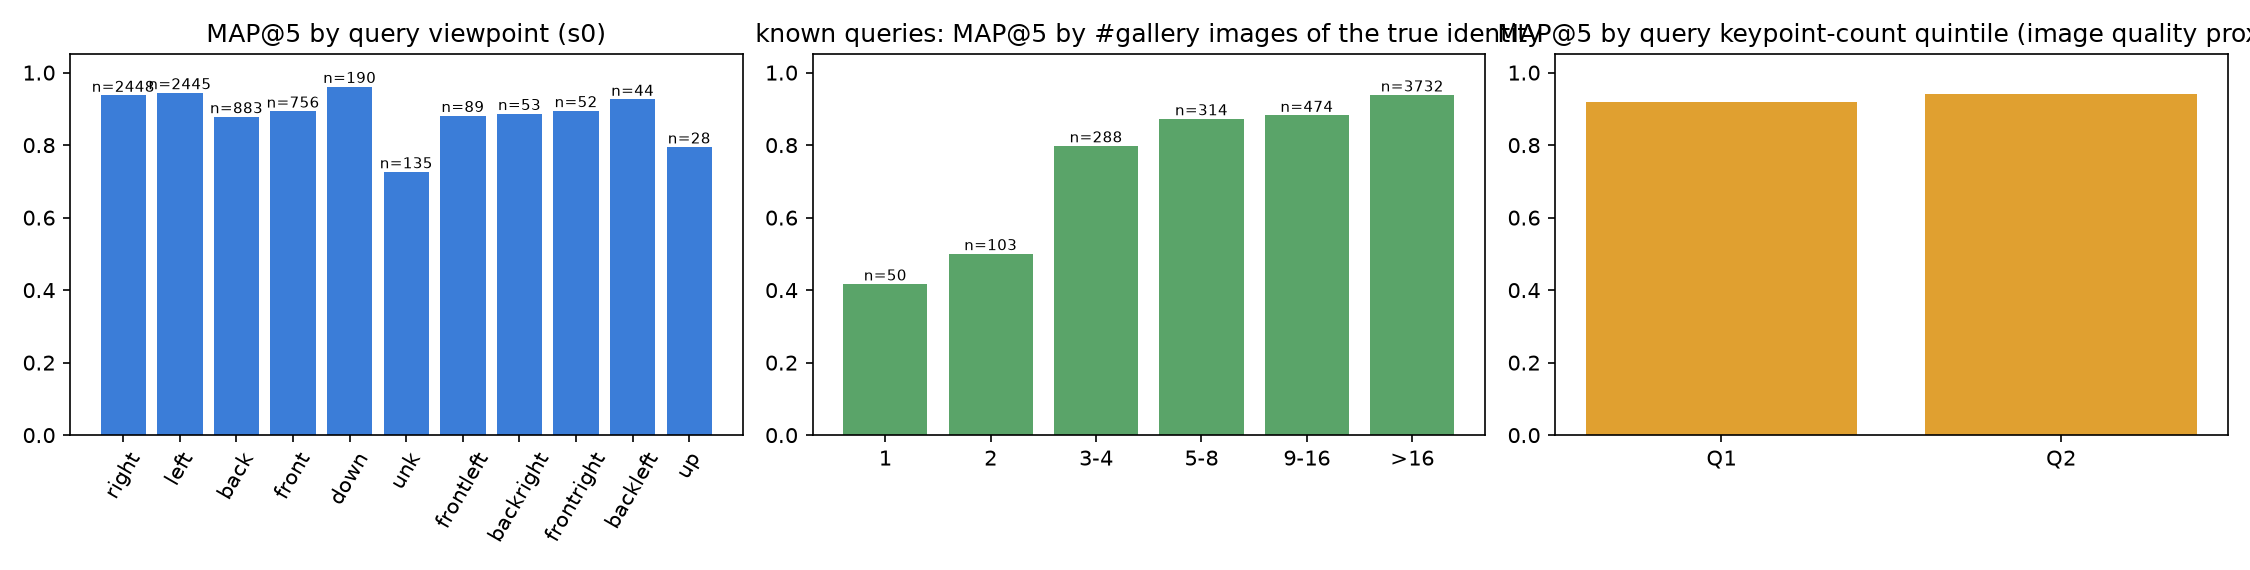 MAP@5 by query viewpoint (s0)
1.0
0.8
0.6
0.4
0.2
0.0
n=2448
n=2445
n=883
n=756
n=190
n=135
n=89
n=53
n=52
n=44
n=28
right
left
back
front
down
unk
frontleft
backright
frontright
backleft
up
known queries: MAP@5 by #gallery images of the true identity
1.0
0.8
0.6
0.4
0.2
0.0
n=50
n=103
n=288
n=314
n=474
n=3732
1
2
3-4
5-8
9-16
>16
MAP@5 by query keypoint-count quintile (image quality prox
1.0
0.8
0.6
0.4
0.2
0.0
Q1
Q2